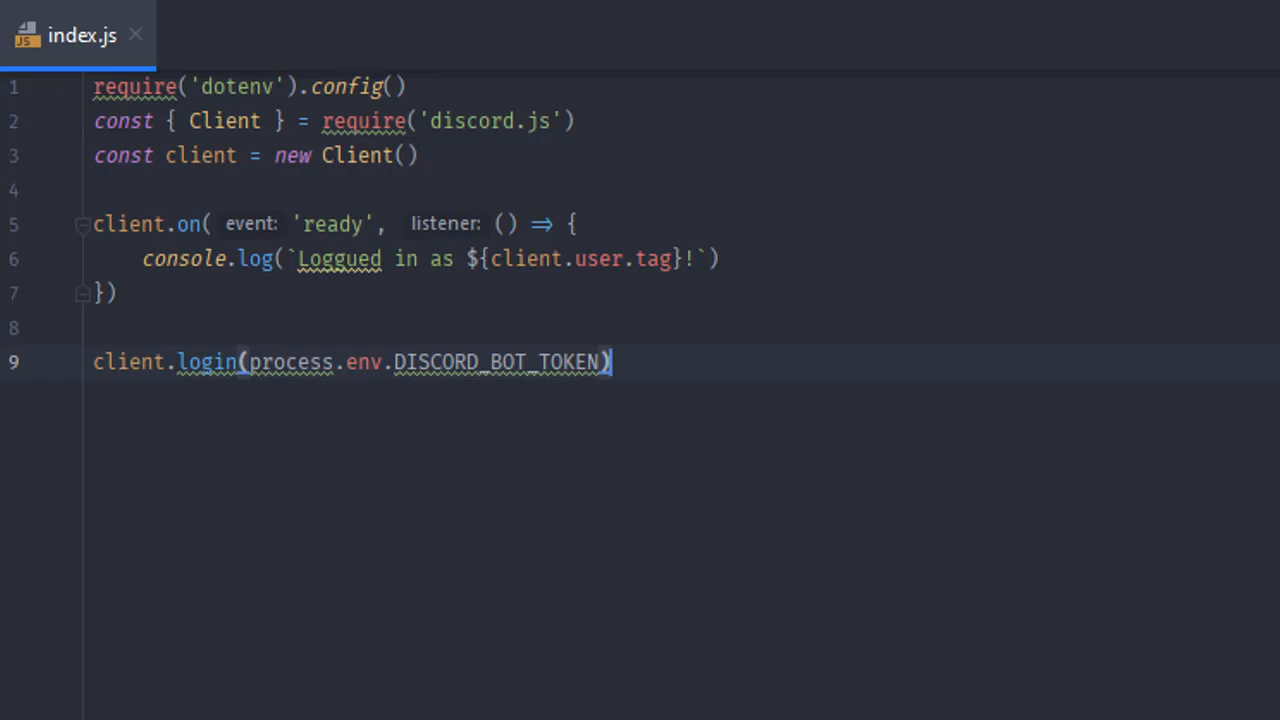 JS index.js ×
1 require('dotenv').config()
2 const { Client } = require('discord.js')
3 const client = new Client()
4
5 client.on( event: 'ready', listener: () => {
6 console.log(`Loggued in as ${client.user.tag}!`)
7 })
8
9 client.login(process.env.DISCORD_BOT_TOKEN)